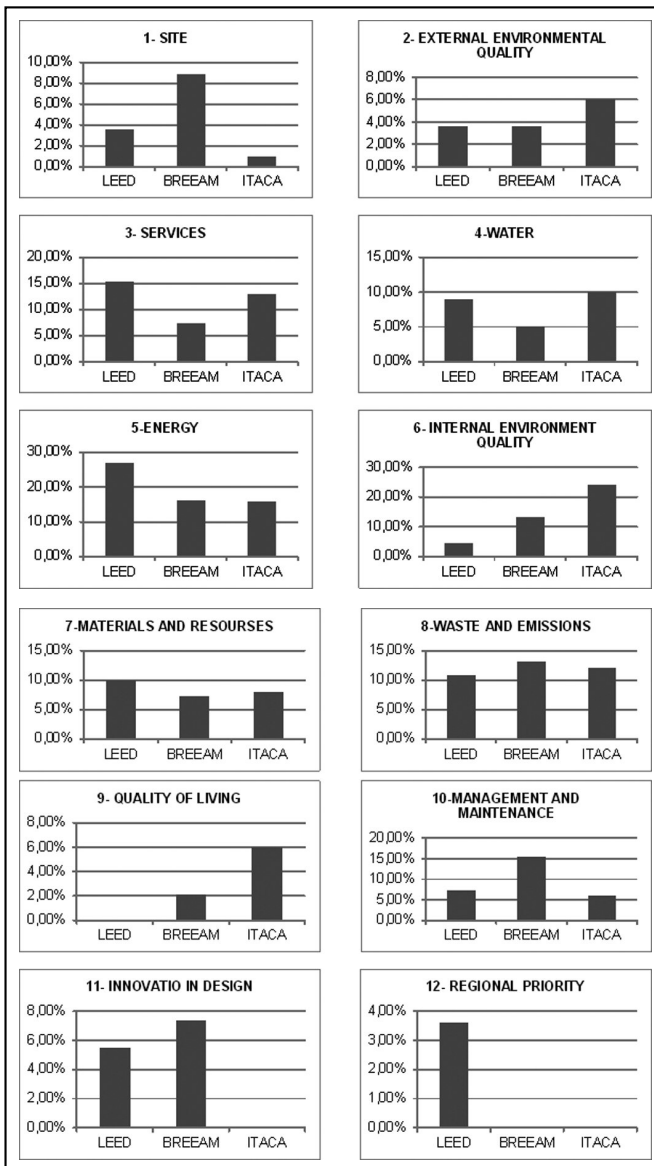 1- SITE
10,00%
8,00%
6,00%
4,00%
2,00%
0,00%
LEED BREEAM ITACA
2- EXTERNAL ENVIRONMENTAL
QUALITY
8,00%
6,00%
4,00%
2,00%
0,00%
LEED BREEAM ITACA
3- SERVICES
20,00%
15,00%
10,00%
5,00%
0,00%
LEED BREEAM ITACA
4-WATER
15,00%
10,00%
5,00%
0,00%
LEED BREEAM ITACA
5-ENERGY
30,00%
20,00%
10,00%
0,00%
LEED BREEAM ITACA
6- INTERNAL ENVIRONMENT
QUALITY
30,00%
20,00%
10,00%
0,00%
LEED BREEAM ITACA
7-MATERIALS AND RESOURSES
15,00%
10,00%
5,00%
0,00%
LEED BREEAM ITACA
8-WASTE AND EMISSIONS
15,00%
10,00%
5,00%
0,00%
LEED BREEAM ITACA
9- QUALITY OF LIVING
8,00%
6,00%
4,00%
2,00%
0,00%
LEED BREEAM ITACA
10-MANAGEMENT AND
MAINTENANCE
20,00%
15,00%
10,00%
5,00%
0,00%
LEED BREEAM ITACA
11- INNOVATIO IN DESIGN
8,00%
6,00%
4,00%
2,00%
0,00%
LEED BREEAM ITACA
12- REGIONAL PRIORITY
4,00%
3,00%
2,00%
1,00%
0,00%
LEED BREEAM ITACA